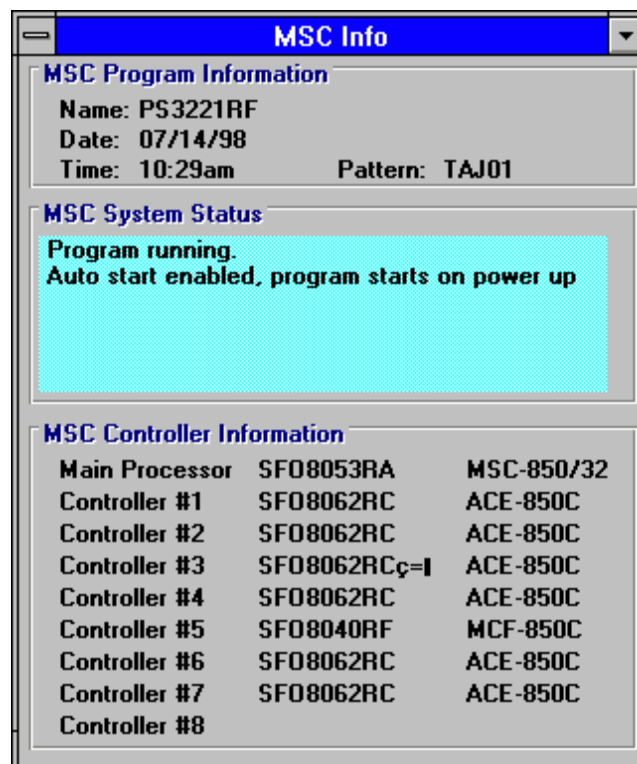 MSC Info
MSC Program Information
Name: PS3221RF
Date: 07/14/98
Time: 10:29am Pattern: TAJ01
MSC System Status
Program running.
Auto start enabled, program starts on power up
MSC Controller Information
Main Processor SFO8053RA MSC-850/32
Controller #1 SFO8062RC ACE-850C
Controller #2 SFO8062RC ACE-850C
Controller #3 SFO8062RCç=▌ ACE-850C
Controller #4 SFO8062RC ACE-850C
Controller #5 SFO8040RF MCF-850C
Controller #6 SFO8062RC ACE-850C
Controller #7 SFO8062RC ACE-850C
Controller #8